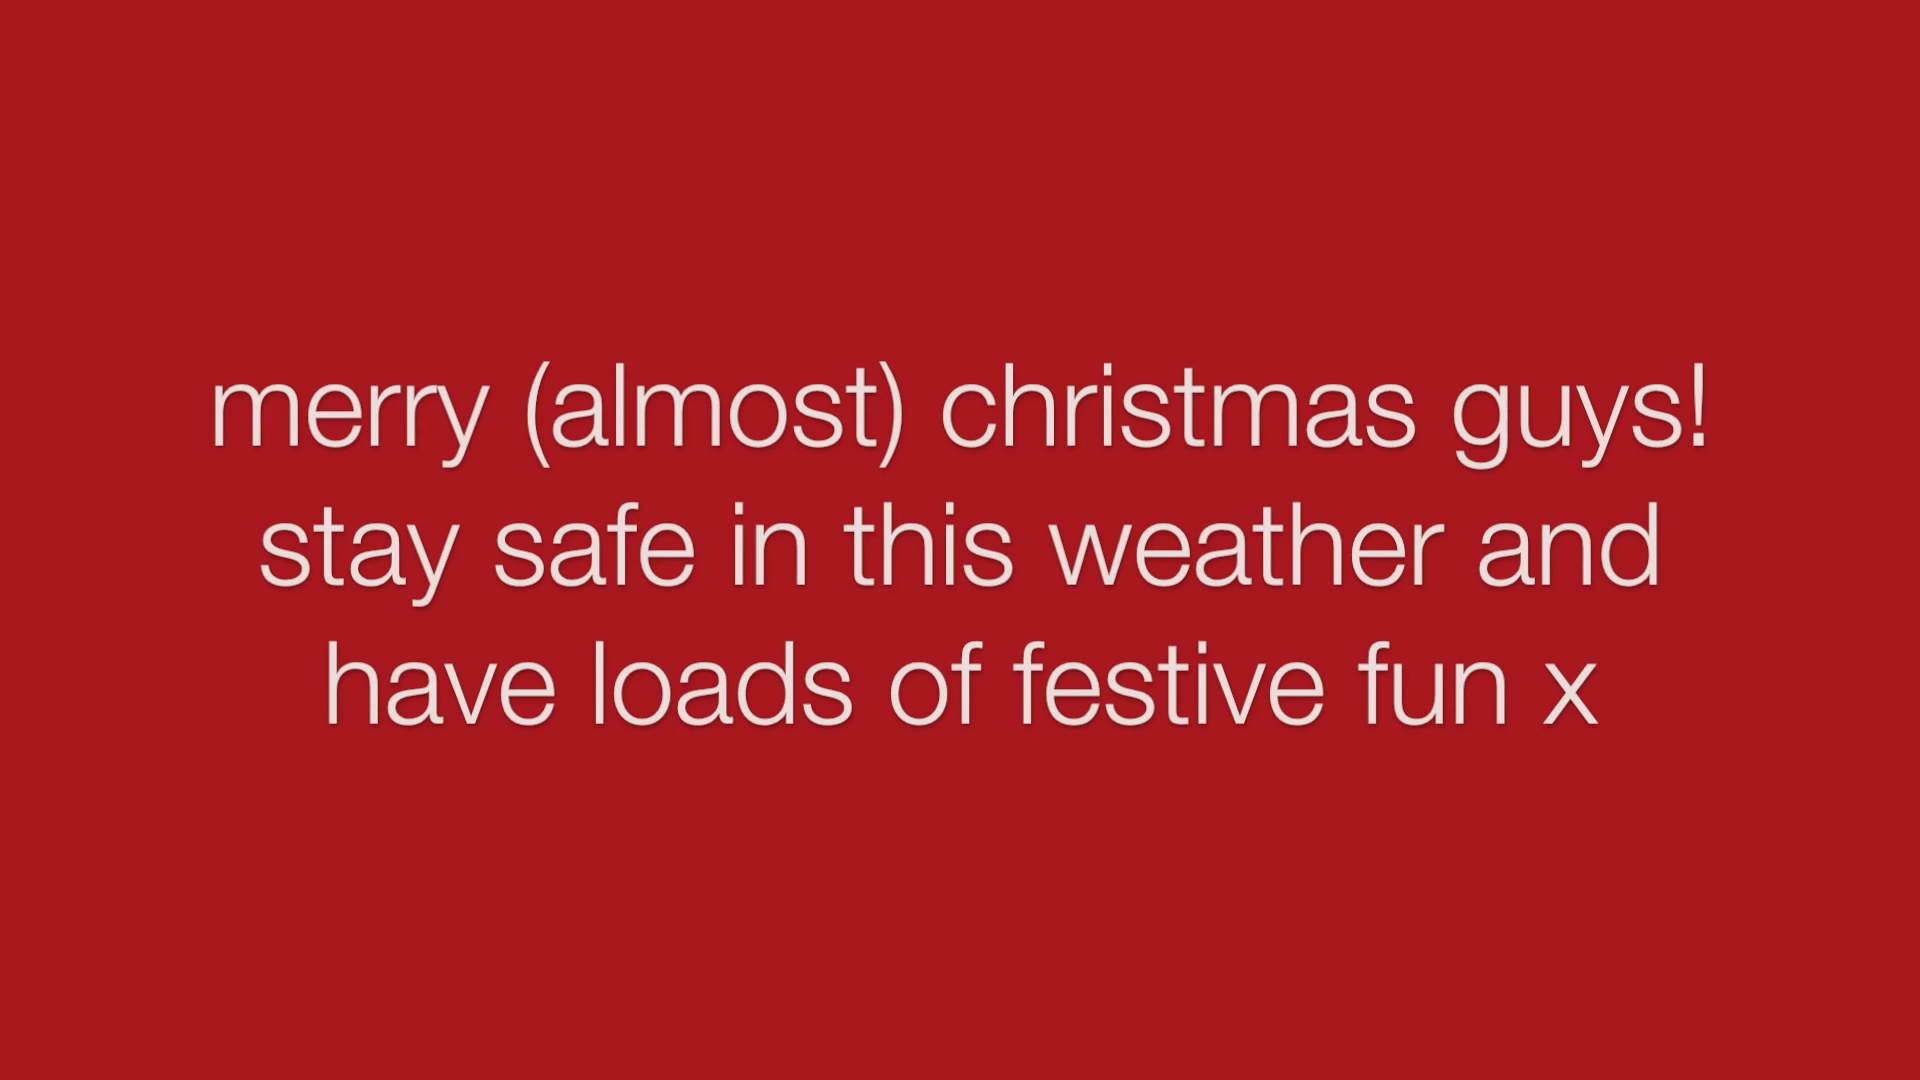 merry (almost) christmas guys!
stay safe in this weather and
have loads of festive fun x